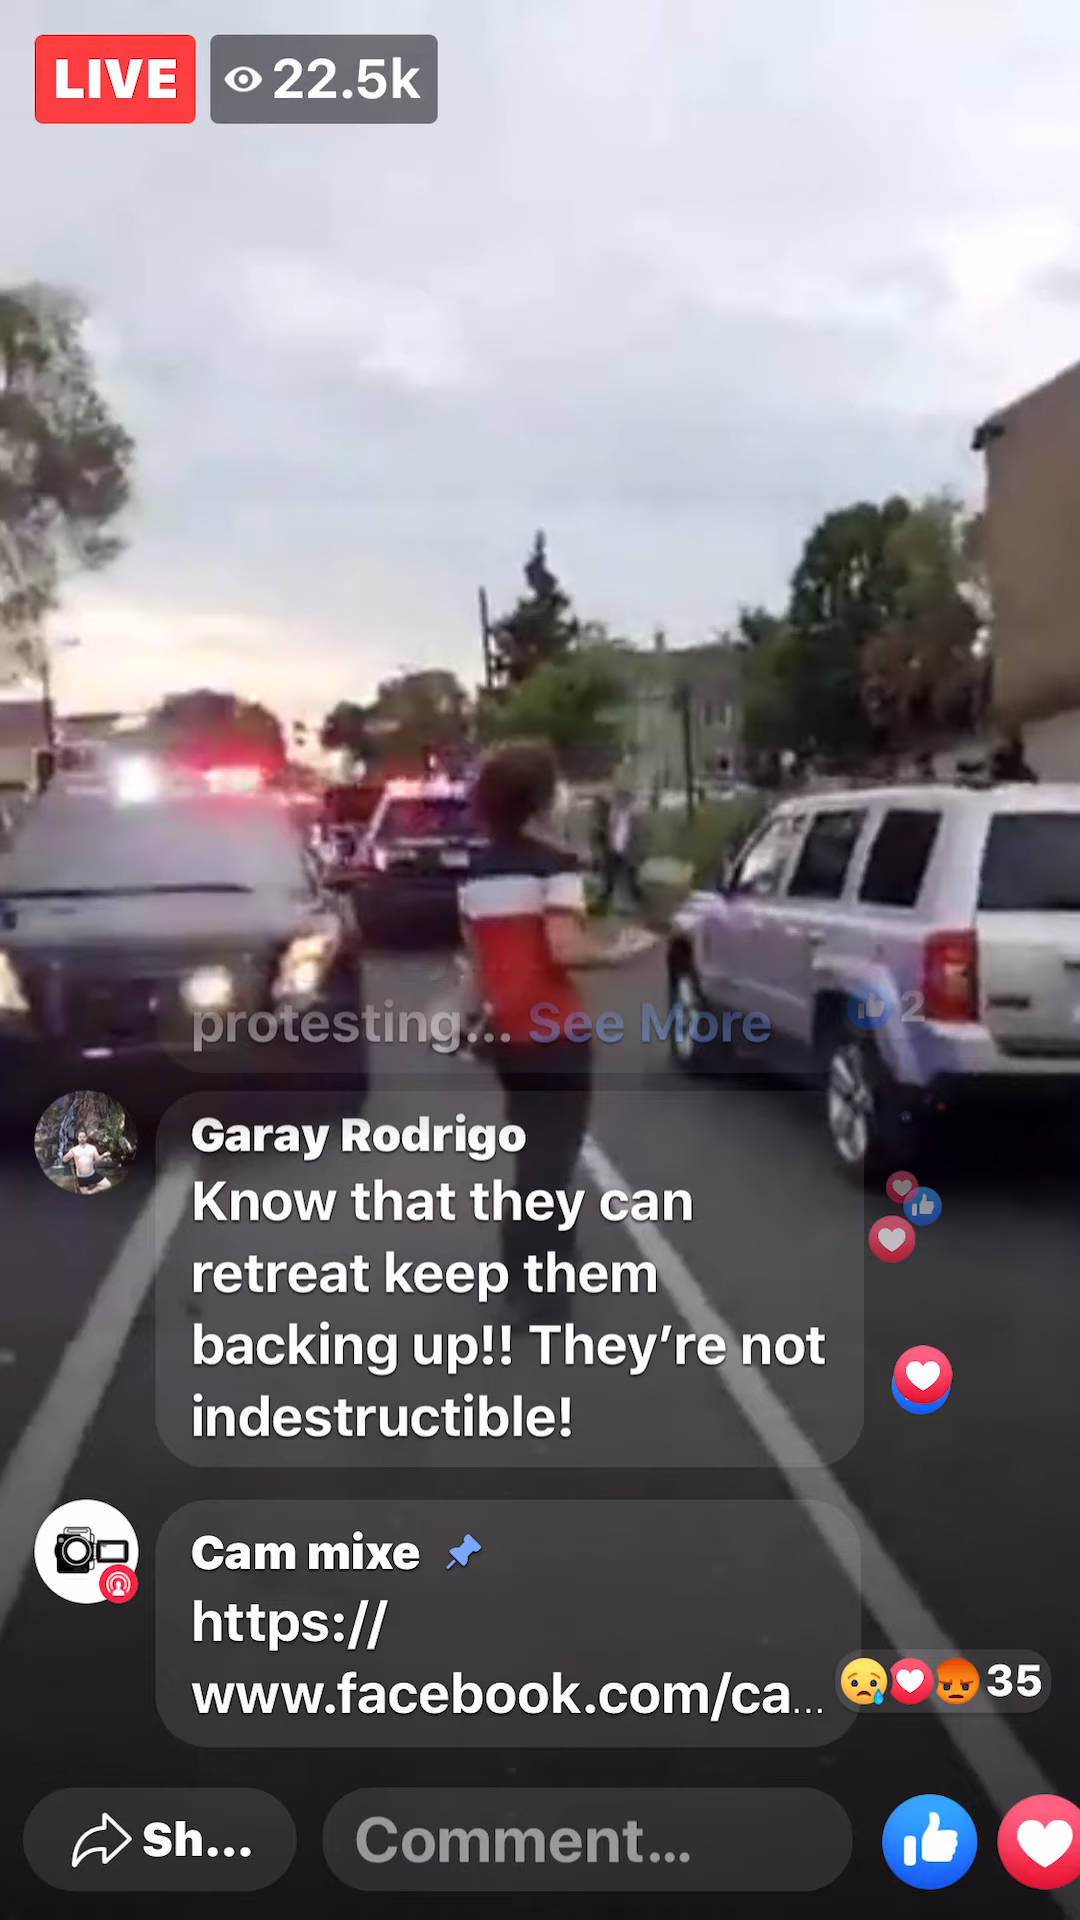 LIVE 22.5k
protesting... See More 2
Garay Rodrigo
Know that they can
retreat keep them
backing up!! They’re not
indestructible!
Cam mixe
https://
www.facebook.com/ca...
35
Sh...
Comment...